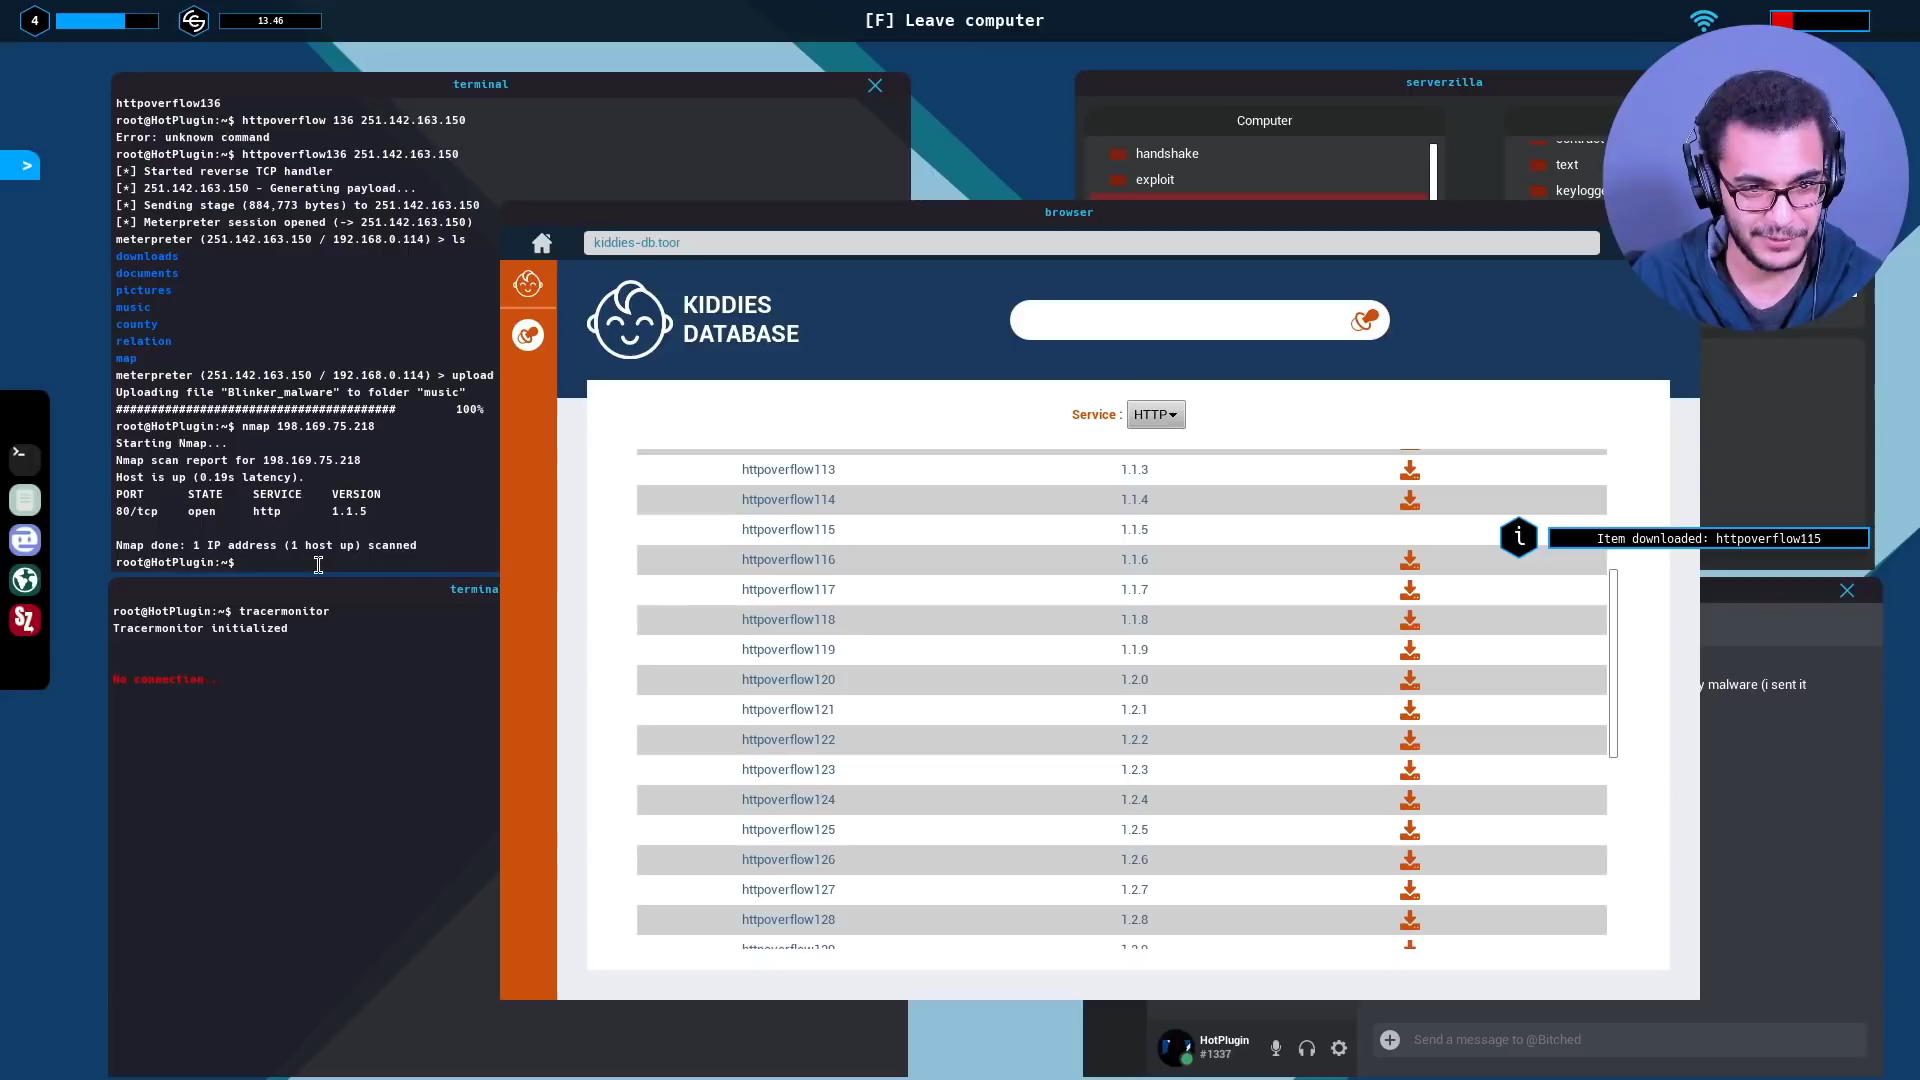 4
13.46
[F] Leave computer
terminal
httpoverflow136
root@HotPlugin:~$ httpoverflow 136 251.142.163.150
Error: unknown command
root@HotPlugin:~$ httpoverflow136 251.142.163.150
[*] Started reverse TCP handler
[*] 251.142.163.150 - Generating payload...
[*] Sending stage (884,773 bytes) to 251.142.163.150
[*] Meterpreter session opened (-> 251.142.163.150)
meterpreter (251.142.163.150 / 192.168.0.114) > ls
downloads
documents
pictures
music
county
relation
map
meterpreter (251.142.163.150 / 192.168.0.114) > upload
Uploading file "Blinker_malware" to folder "music"
######################################## 100%
root@HotPlugin:~$ nmap 198.169.75.218
Starting Nmap...
Nmap scan report for 198.169.75.218
Host is up (0.19s latency).
PORT STATE SERVICE VERSION
80/tcp open http 1.1.5
Nmap done: 1 IP address (1 host up) scanned
root@HotPlugin:~$
>
termina
root@HotPlugin:~$ tracermonitor
Tracermonitor initialized
No connection..
serverzilla
Computer
handshake
exploit
text
keylogge
browser
kiddies-db.toor
KIDDIES
DATABASE
Service : HTTP
httpoverflow113 1.1.3
httpoverflow114 1.1.4
httpoverflow115 1.1.5
httpoverflow116 1.1.6
httpoverflow117 1.1.7
httpoverflow118 1.1.8
httpoverflow119 1.1.9
httpoverflow120 1.2.0
httpoverflow121 1.2.1
httpoverflow122 1.2.2
httpoverflow123 1.2.3
httpoverflow124 1.2.4
httpoverflow125 1.2.5
httpoverflow126 1.2.6
httpoverflow127 1.2.7
httpoverflow128 1.2.8
httpoverflow129 1.2.9
i
Item downloaded: httpoverflow115
y malware (i sent it
HotPlugin
#1337
Send a message to @Bitched
SZ